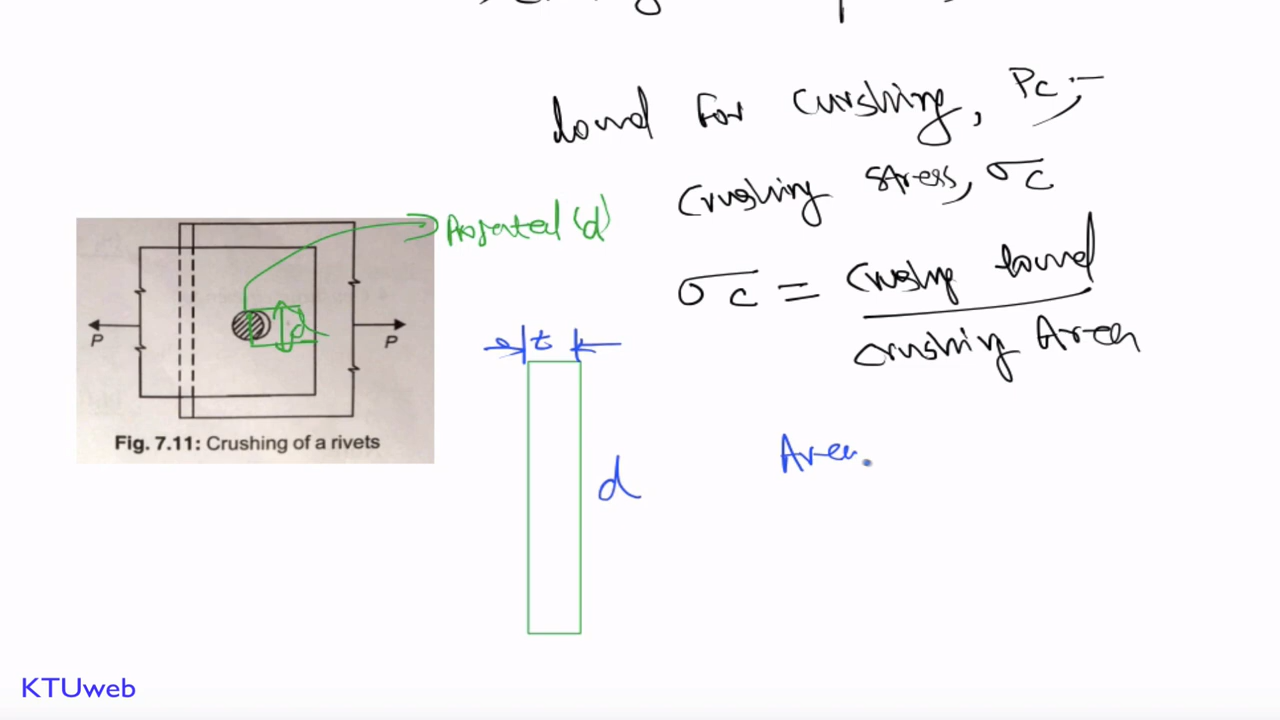 Load for Curshing, Pc :-
Crushing stress, σc
Projected (d)
σc = Crushing Load
crushing Area
P
d
P
Fig. 7.11: Crushing of a rivets
t
d
Area.
KTUweb